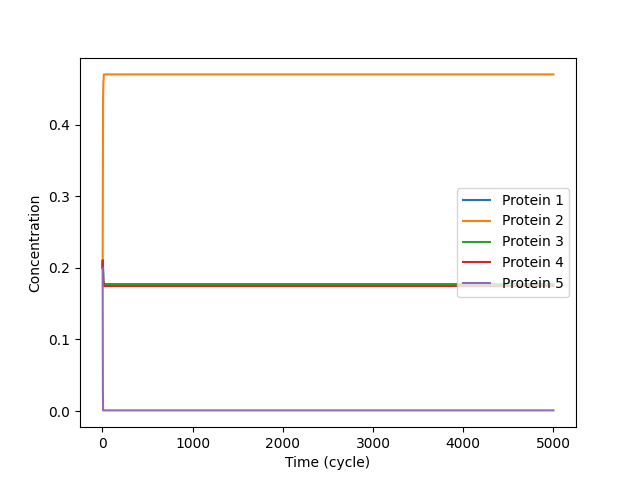 0.4
0.3
0.2
0.1
0.0
Concentration
Protein 1
Protein 2
Protein 3
Protein 4
Protein 5
0 1000 2000 3000 4000 5000
Time (cycle)